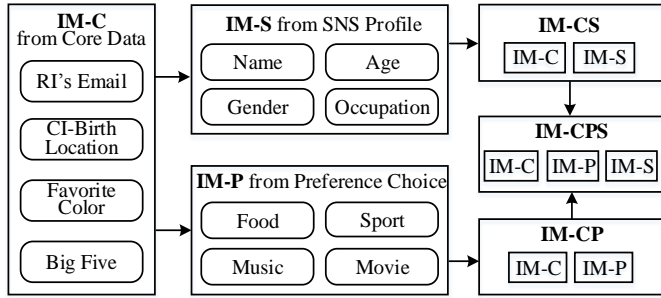 IM-C
from Core Data
RI's Email
CI-Birth
Location
Favorite
Color
Big Five
IM-S from SNS Profile
Name
Age
Gender
Occupation
IM-P from Preference Choice
Food
Sport
Music
Movie
IM-CS
IM-C
IM-S
IM-CPS
IM-C
IM-P
IM-S
IM-CP
IM-C
IM-P